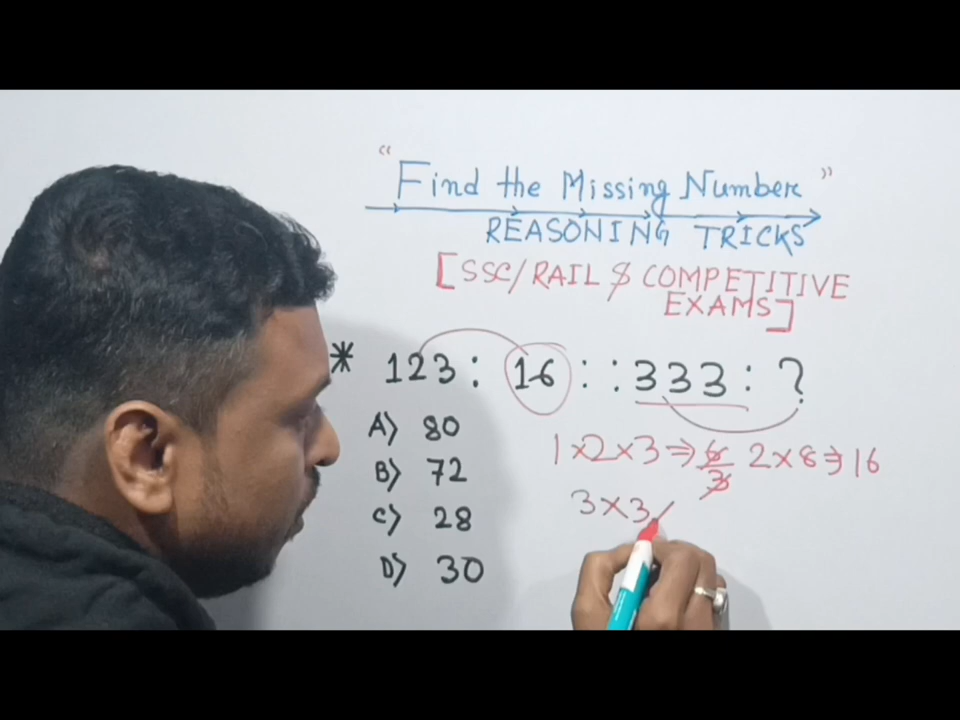 "Find the Missing Number"
REASONING TRICKS
[SSC/RAIL $ COMPETITIVE
EXAMS]
* 123 : 16 : : 333 : ?
A) 80
B) 72
C) 28
D) 30
1×2×3⇒6/3 2×8⇒16
3×3